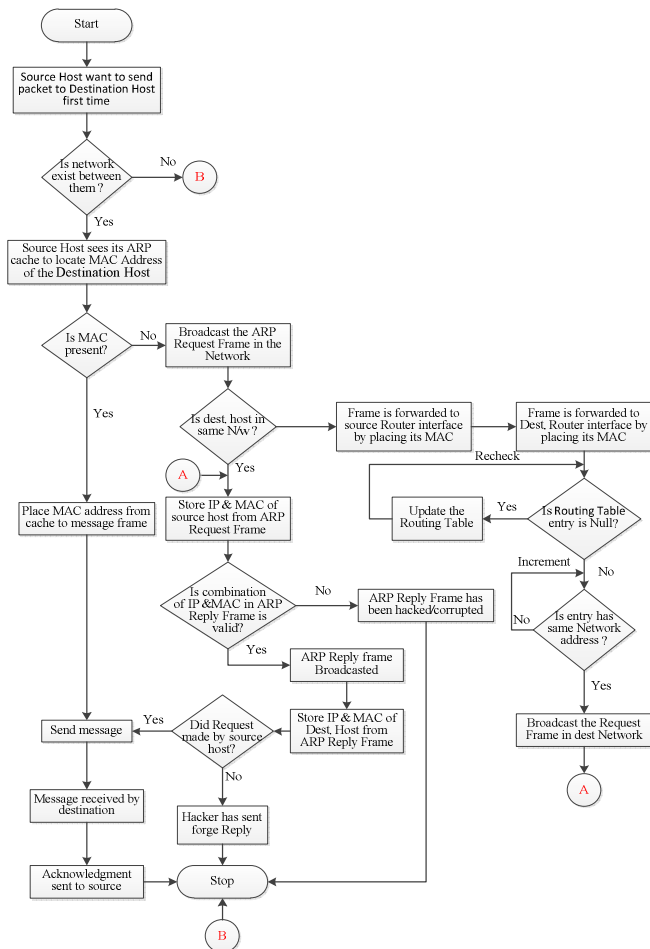 Start
Source Host want to send
packet to Destination Host
first time
Is network
exist between
them ?
No
B
Yes
Source Host sees its ARP
cache to locate MAC Address
of the Destination Host
Is MAC
present?
No
Broadcast the ARP
Request Frame in the
Network
Yes
Is dest, host in
same N/w ?
Frame is forwarded to
source Router interface
by placing its MAC
Frame is forwarded to
Dest, Router interface by
placing its MAC
Recheck
A
Yes
Place MAC address from
cache to message frame
Store IP & MAC of
source host from ARP
Request Frame
Update the
Routing Table
Yes
Is Routing Table
entry is Null?
Increment
No
Is combination
of IP &MAC in ARP
Reply Frame is
valid?
No
ARP Reply Frame has
been hacked/corrupted
No
Is entry has
same Network
address ?
Yes
ARP Reply frame
Broadcasted
Yes
Send message
Yes
Did Request
made by source
host?
Store IP & MAC of
Dest, Host from
ARP Reply Frame
Broadcast the Request
Frame in dest Network
No
A
Message received by
destination
Hacker has sent
forge Reply
Acknowledgment
sent to source
Stop
B